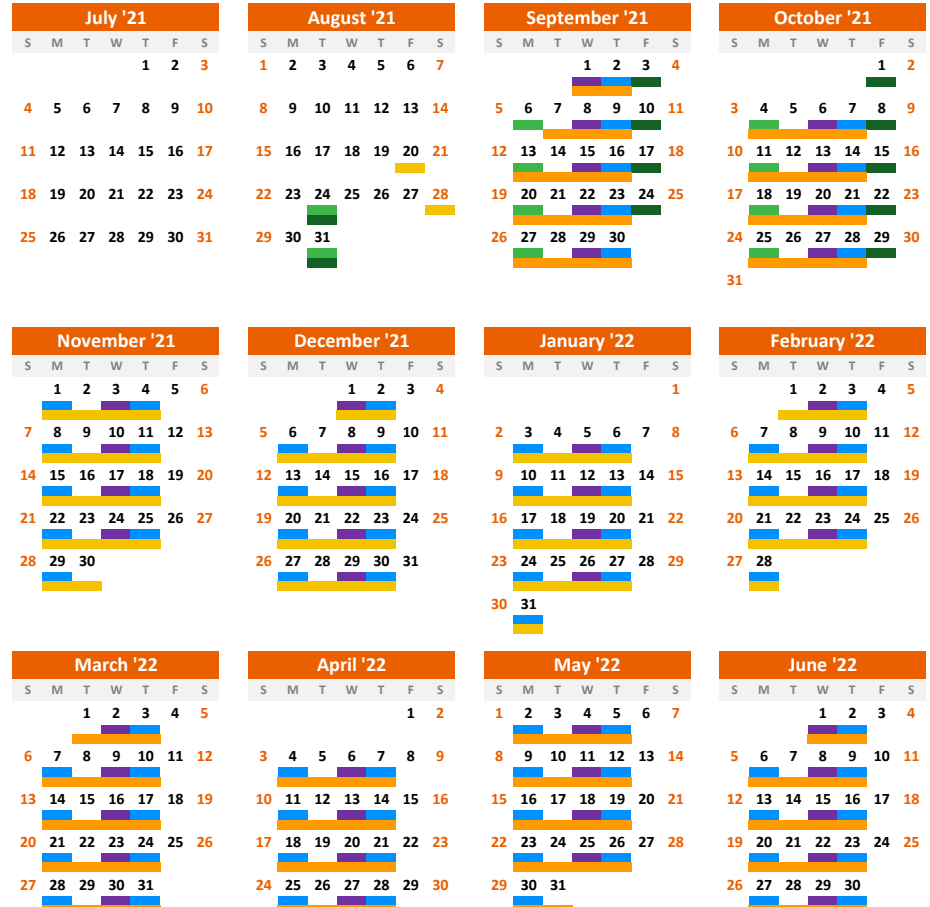 July '21 August '21 September '21 October '21
S M T W T F S S M T W T F S S M T W T F S S M T W T F S
1 2 3 1 2 3 4 5 6 7 1 2 3 4 1 2
4 5 6 7 8 9 10 8 9 10 11 12 13 14 5 6 7 8 9 10 11 3 4 5 6 7 8 9
11 12 13 14 15 16 17 15 16 17 18 19 20 21 12 13 14 15 16 17 18 10 11 12 13 14 15 16
18 19 20 21 22 23 24 22 23 24 25 26 27 28 19 20 21 22 23 24 25 17 18 19 20 21 22 23
25 26 27 28 29 30 31 29 30 31 26 27 28 29 30 24 25 26 27 28 29 30
31
November '21 December '21 January '22 February '22
S M T W T F S S M T W T F S S M T W T F S S M T W T F S
1 2 3 4 5 6 1 2 3 4 1 1 2 3 4 5
7 8 9 10 11 12 13 5 6 7 8 9 10 11 2 3 4 5 6 7 8 6 7 8 9 10 11 12
14 15 16 17 18 19 20 12 13 14 15 16 17 18 9 10 11 12 13 14 15 13 14 15 16 17 18 19
21 22 23 24 25 26 27 19 20 21 22 23 24 25 16 17 18 19 20 21 22 20 21 22 23 24 25 26
28 29 30 26 27 28 29 30 31 23 24 25 26 27 28 29 27 28
30 31
March '22 April '22 May '22 June '22
S M T W T F S S M T W T F S S M T W T F S S M T W T F S
1 2 3 4 5 1 2 1 2 3 4 5 6 7 1 2 3 4
6 7 8 9 10 11 12 3 4 5 6 7 8 9 8 9 10 11 12 13 14 5 6 7 8 9 10 11
13 14 15 16 17 18 19 10 11 12 13 14 15 16 15 16 17 18 19 20 21 12 13 14 15 16 17 18
20 21 22 23 24 25 26 17 18 19 20 21 22 23 22 23 24 25 26 27 28 19 20 21 22 23 24 25
27 28 29 30 31 24 25 26 27 28 29 30 29 30 31 26 27 28 29 30